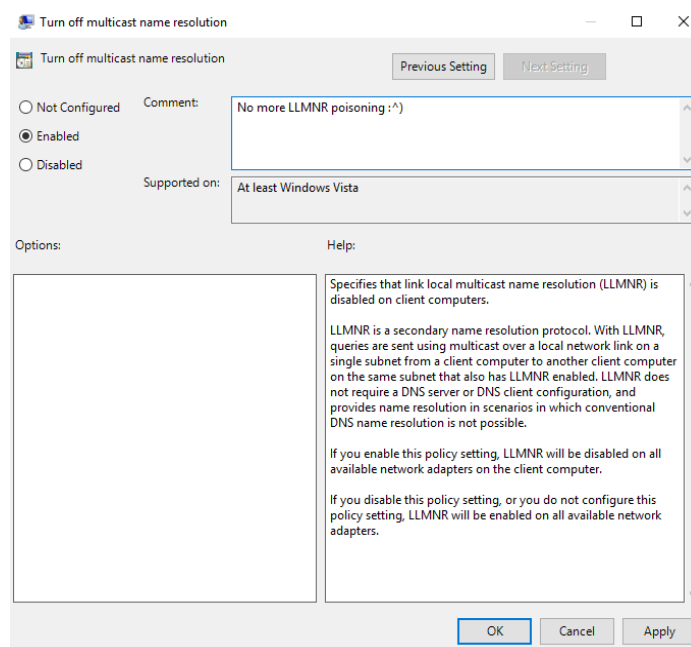 Turn off multicast name resolution
Turn off multicast name resolution
Previous Setting
Next Setting
Not Configured
Enabled
Disabled
Comment:
No more LLMNR poisoning :^)
Supported on:
At least Windows Vista
Options:
Help:
Specifies that link local multicast name resolution (LLMNR) is
disabled on client computers.
LLMNR is a secondary name resolution protocol. With LLMNR,
queries are sent using multicast over a local network link on a
single subnet from a client computer to another client computer
on the same subnet that also has LLMNR enabled. LLMNR does
not require a DNS server or DNS client configuration, and
provides name resolution in scenarios in which conventional
DNS name resolution is not possible.
If you enable this policy setting, LLMNR will be disabled on all
available network adapters on the client computer.
If you disable this policy setting, or you do not configure this
policy setting, LLMNR will be enabled on all available network
adapters.
OK
Cancel
Apply